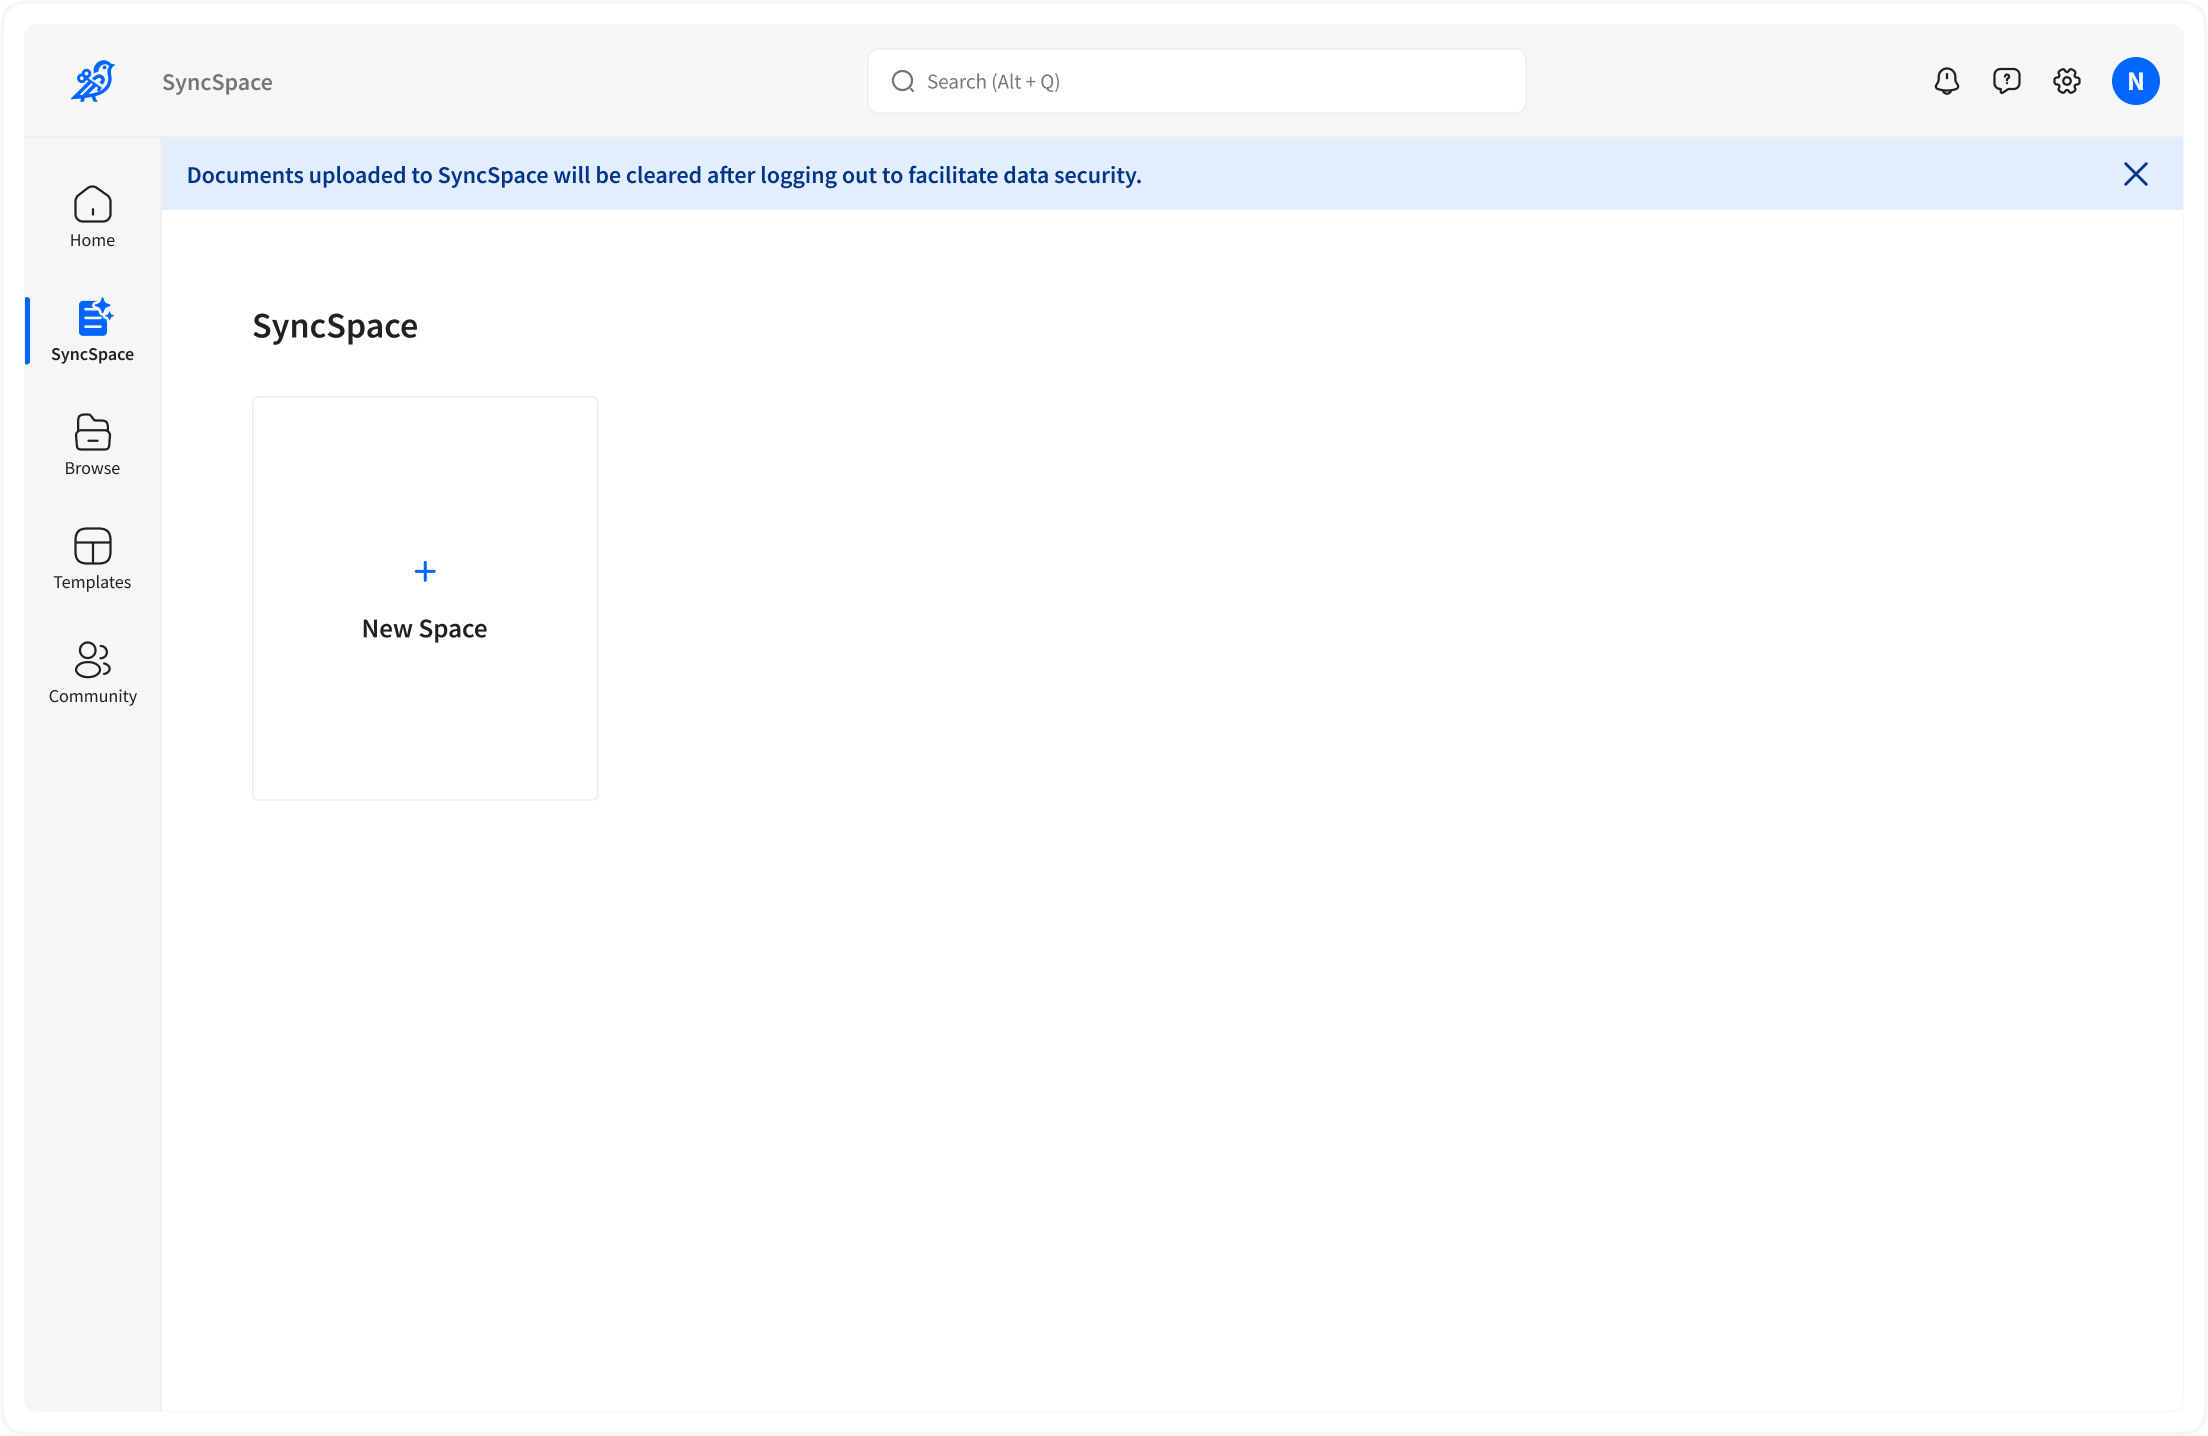 SyncSpace
Search (Alt + Q)
N
Documents uploaded to SyncSpace will be cleared after logging out to facilitate data security.
Home
SyncSpace
Browse
Templates
Community
SyncSpace
New Space